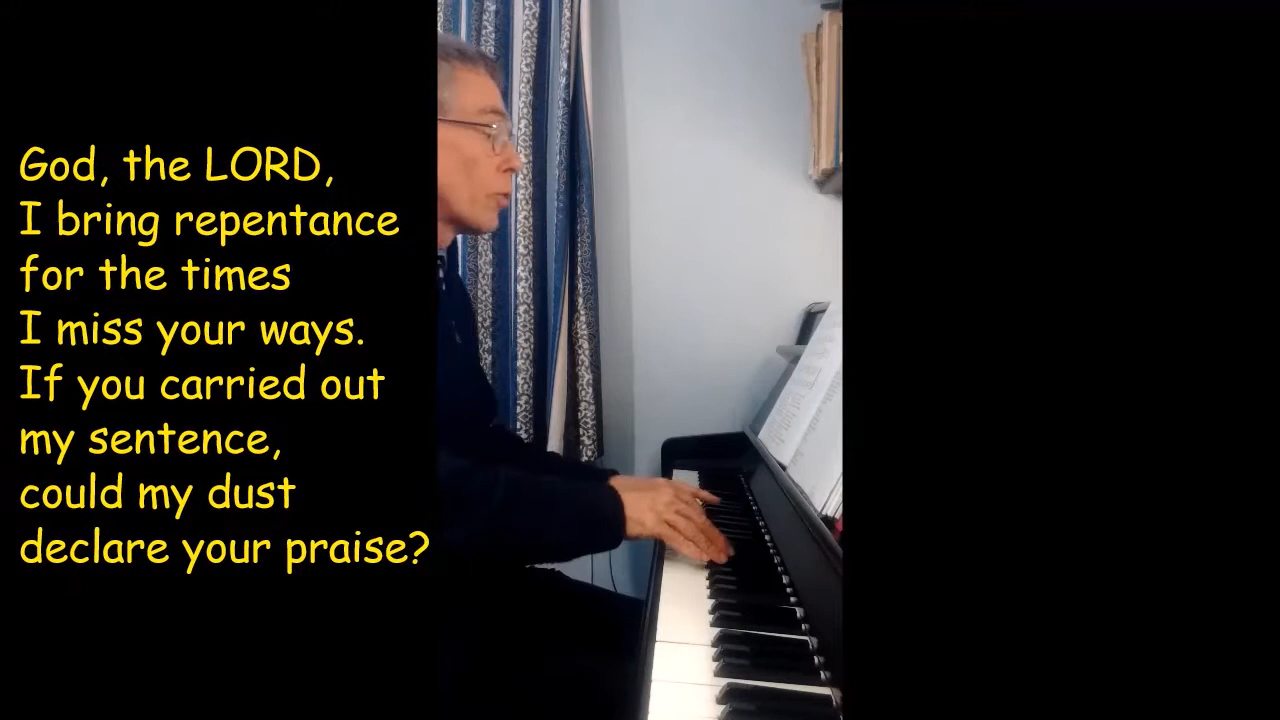 God, the LORD,
I bring repentance
for the times
I miss your ways.
If you carried out
my sentence,
could my dust
declare your praise?